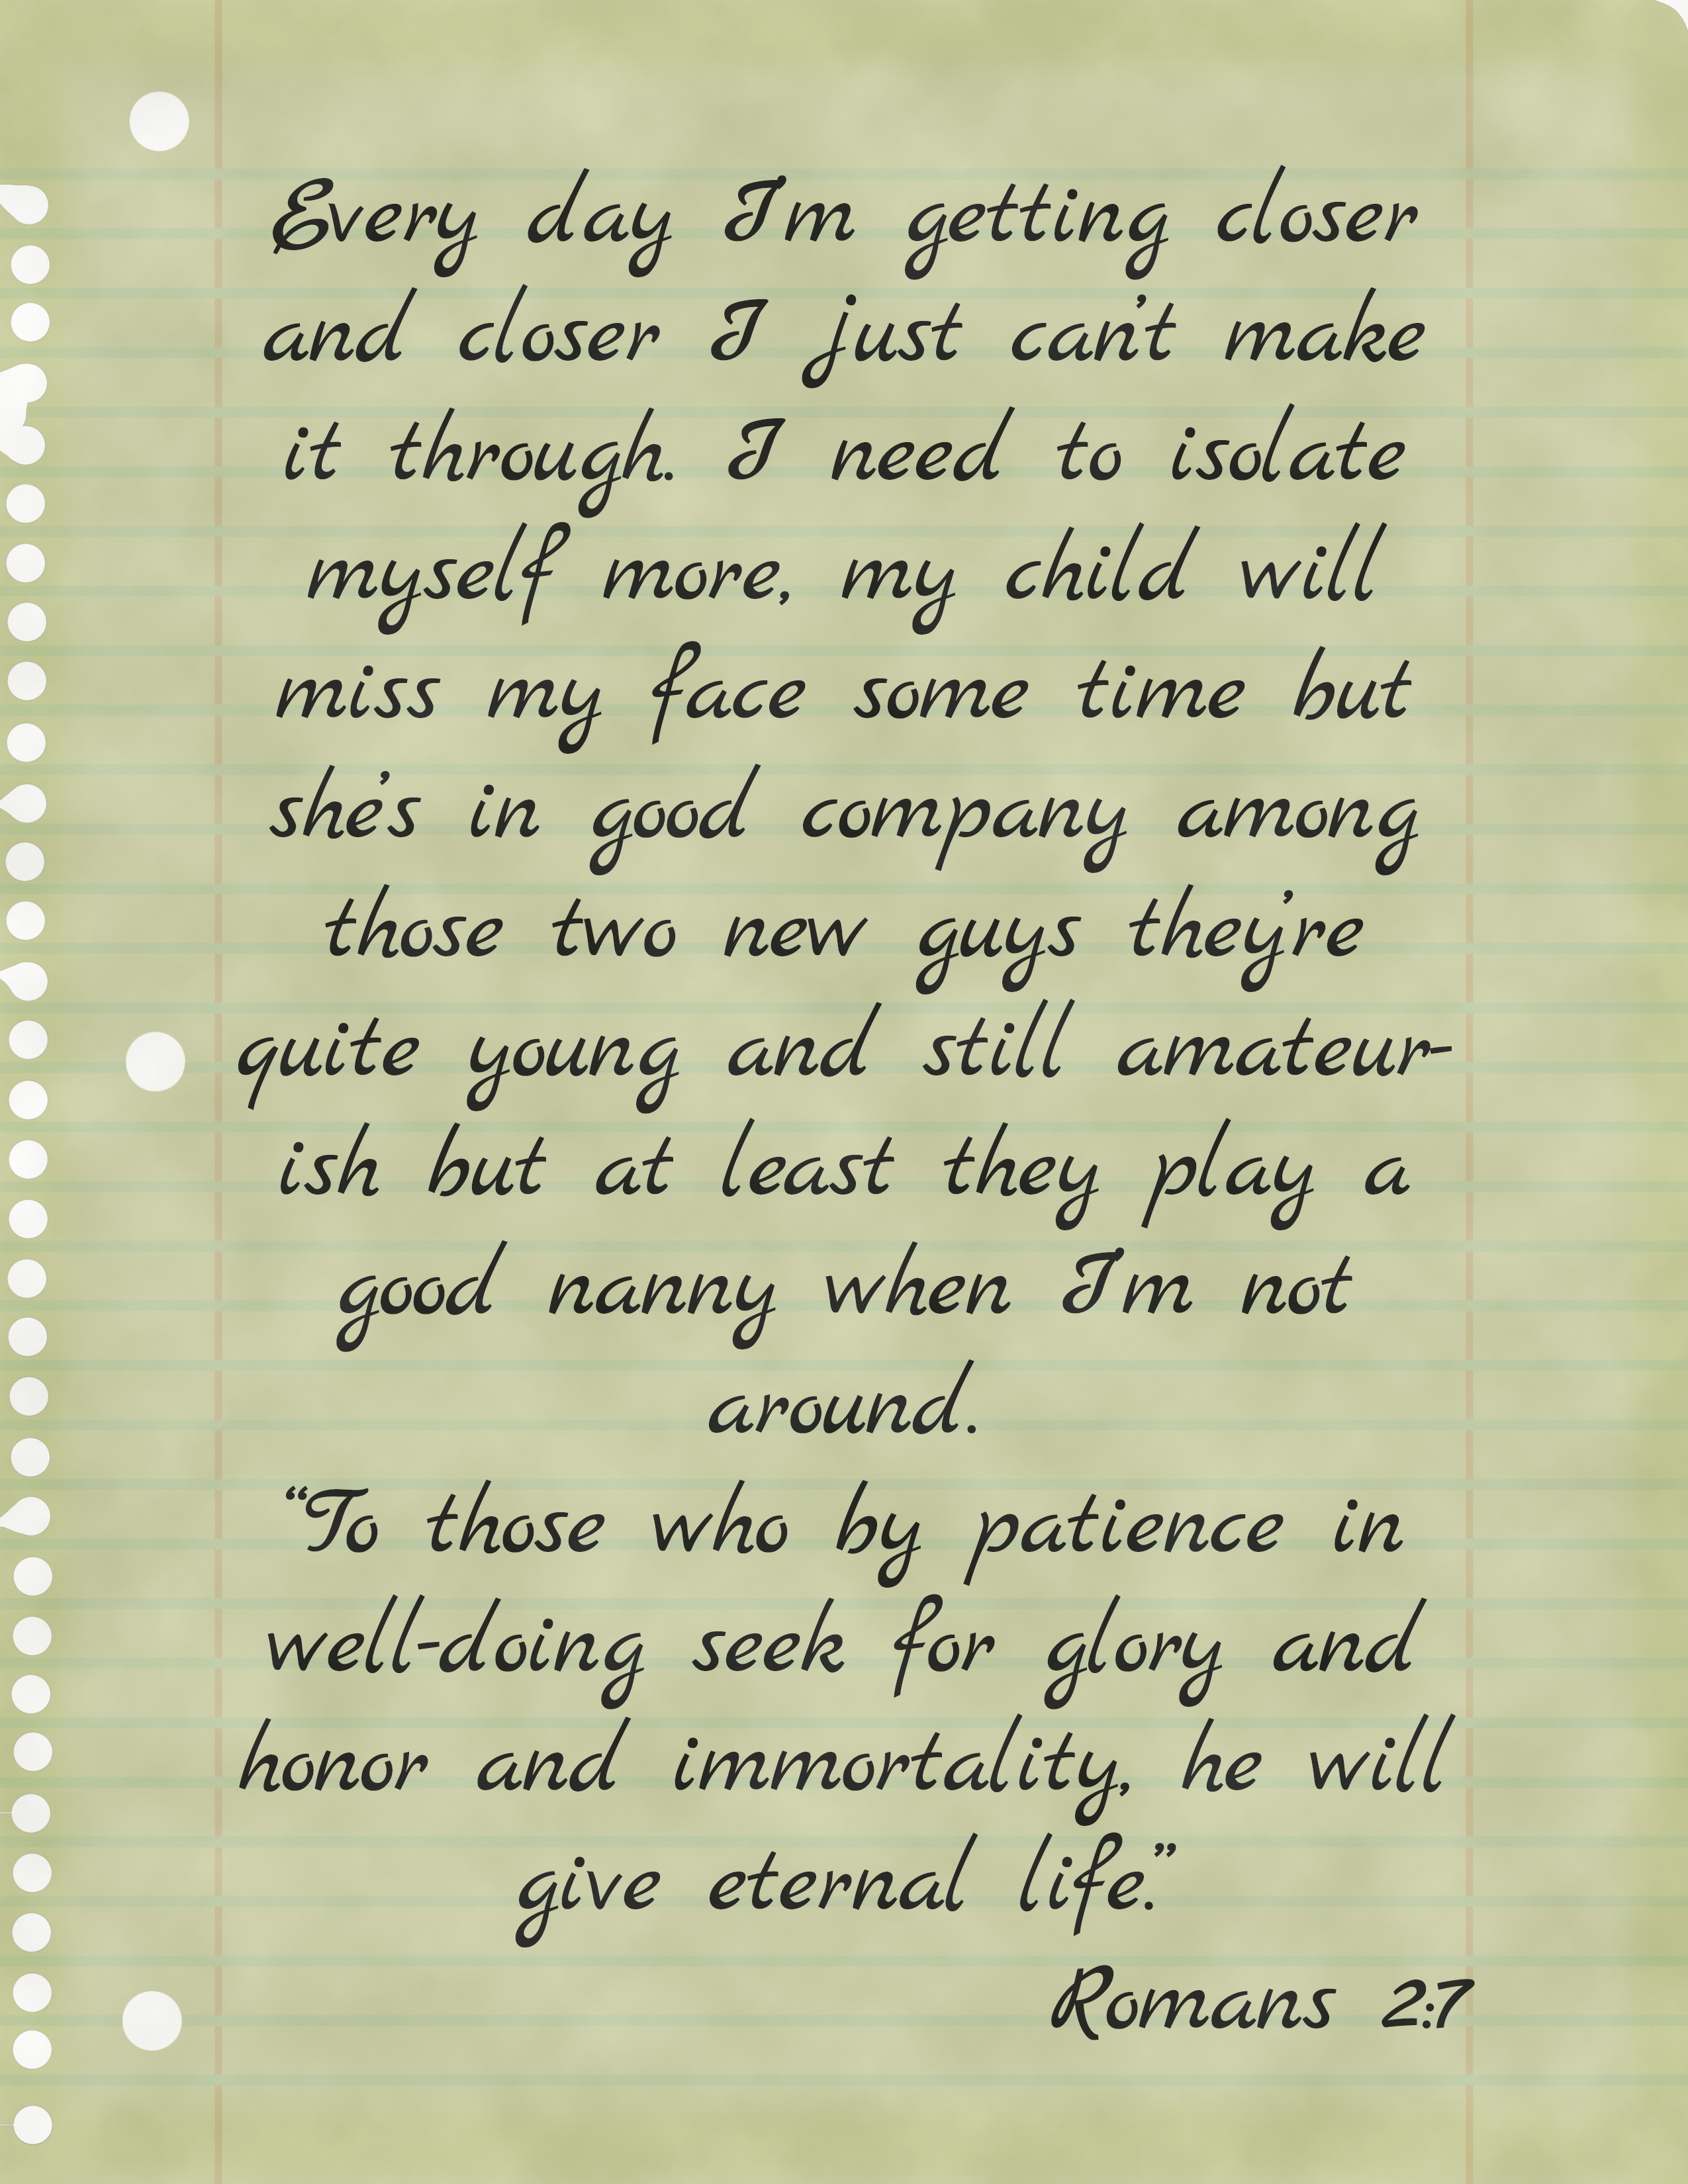 Every day I'm getting closer
and closer I just can't make
it through. I need to isolate
myself more, my child will
miss my face some time but
she's in good company among
those two new guys they're
quite young and still amateur-
ish but at least they play a
good nanny when I'm not
around.
“To those who by patience in
well-doing seek for glory and
honor and immortality, he will
give eternal life.”
Romans 2:7